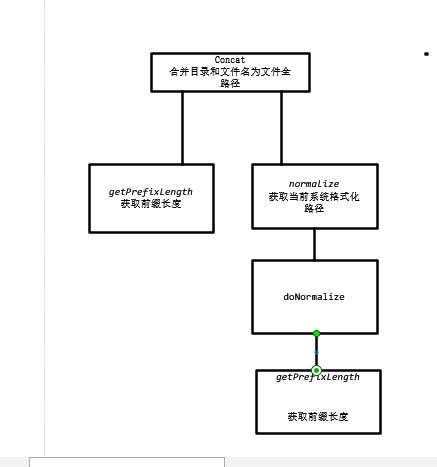 Concat
合并目录和文件名为文件全
路径
getPrefixLength
获取前缀长度
normalize
获取当前系统格式化
路径
doNormalize
getPrefixLength
获取前缀长度